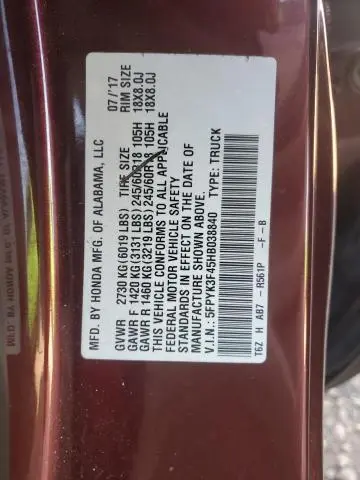 MFD. BY HONDA MFG. OF ALABAMA, LLC 07/17
GVWR 2730 KG(6019 LBS) TIRE SIZE RIM SIZE
GAWR F 1420 KG(3131 LBS) 245/60R18 105H 18X8.0J
GAWR R 1460 KG(3219 LBS) 245/60R18 105H 18X8.0J
THIS VEHICLE CONFORMS TO ALL APPLICABLE
FEDERAL MOTOR VEHICLE SAFETY
STANDARDS IN EFFECT ON THE DATE OF
MANUFACTURE SHOWN ABOVE.
V.I.N.: 5FPYK3F45HB038840 TYPE: TRUCK
T6Z H AB7 - R561P -F -B